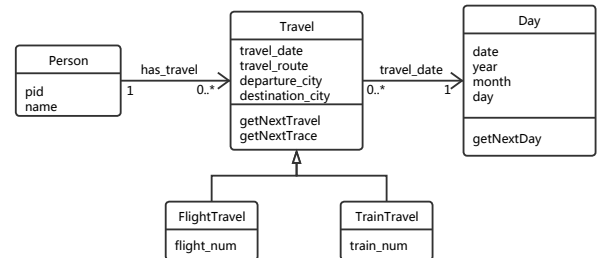 Person
pid
name
has_travel
1
0..*
Travel
travel_date
travel_route
departure_city
destination_city
getNextTravel
getNextTrace
travel_date
0..*
1
Day
date
year
month
day
getNextDay
FlightTravel
flight_num
TrainTravel
train_num